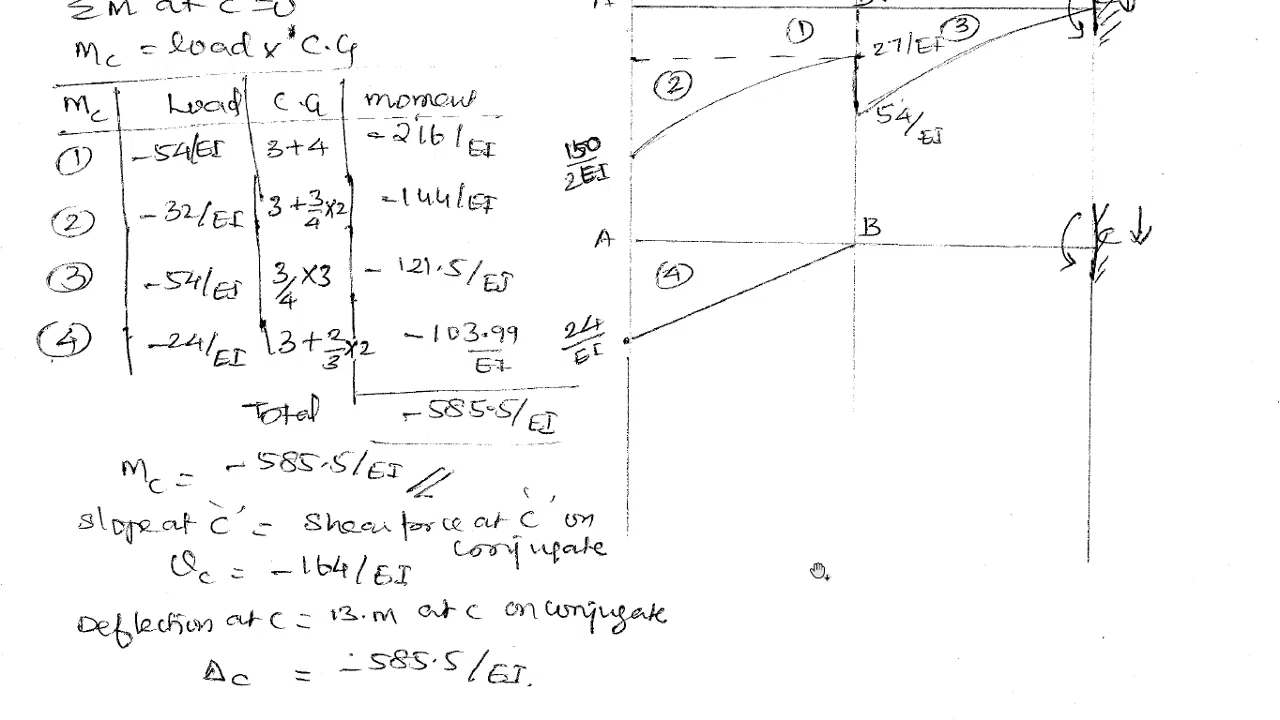 ΣM at C = 0
Mc = load x C.G
Mc Load C.G moment
① -54/EI 3+4 -216/EI
② -32/EI 3+3/4x2 -144/EI
③ -54/EI 3/4x3 -121.5/EI
④ -24/EI 3+2/3x2 -103.99/EI
Total -585.5/EI
Mc = -585.5/EI //
Slope at 'C' = Shear force at 'C' on
conjugate
θc = -164/EI
Deflection at C = B.M at C on conjugate
Δc = -585.5/EI.
A B
① ③
27/EI
②
54/EI
150/2EI
A B C
④
24/EI